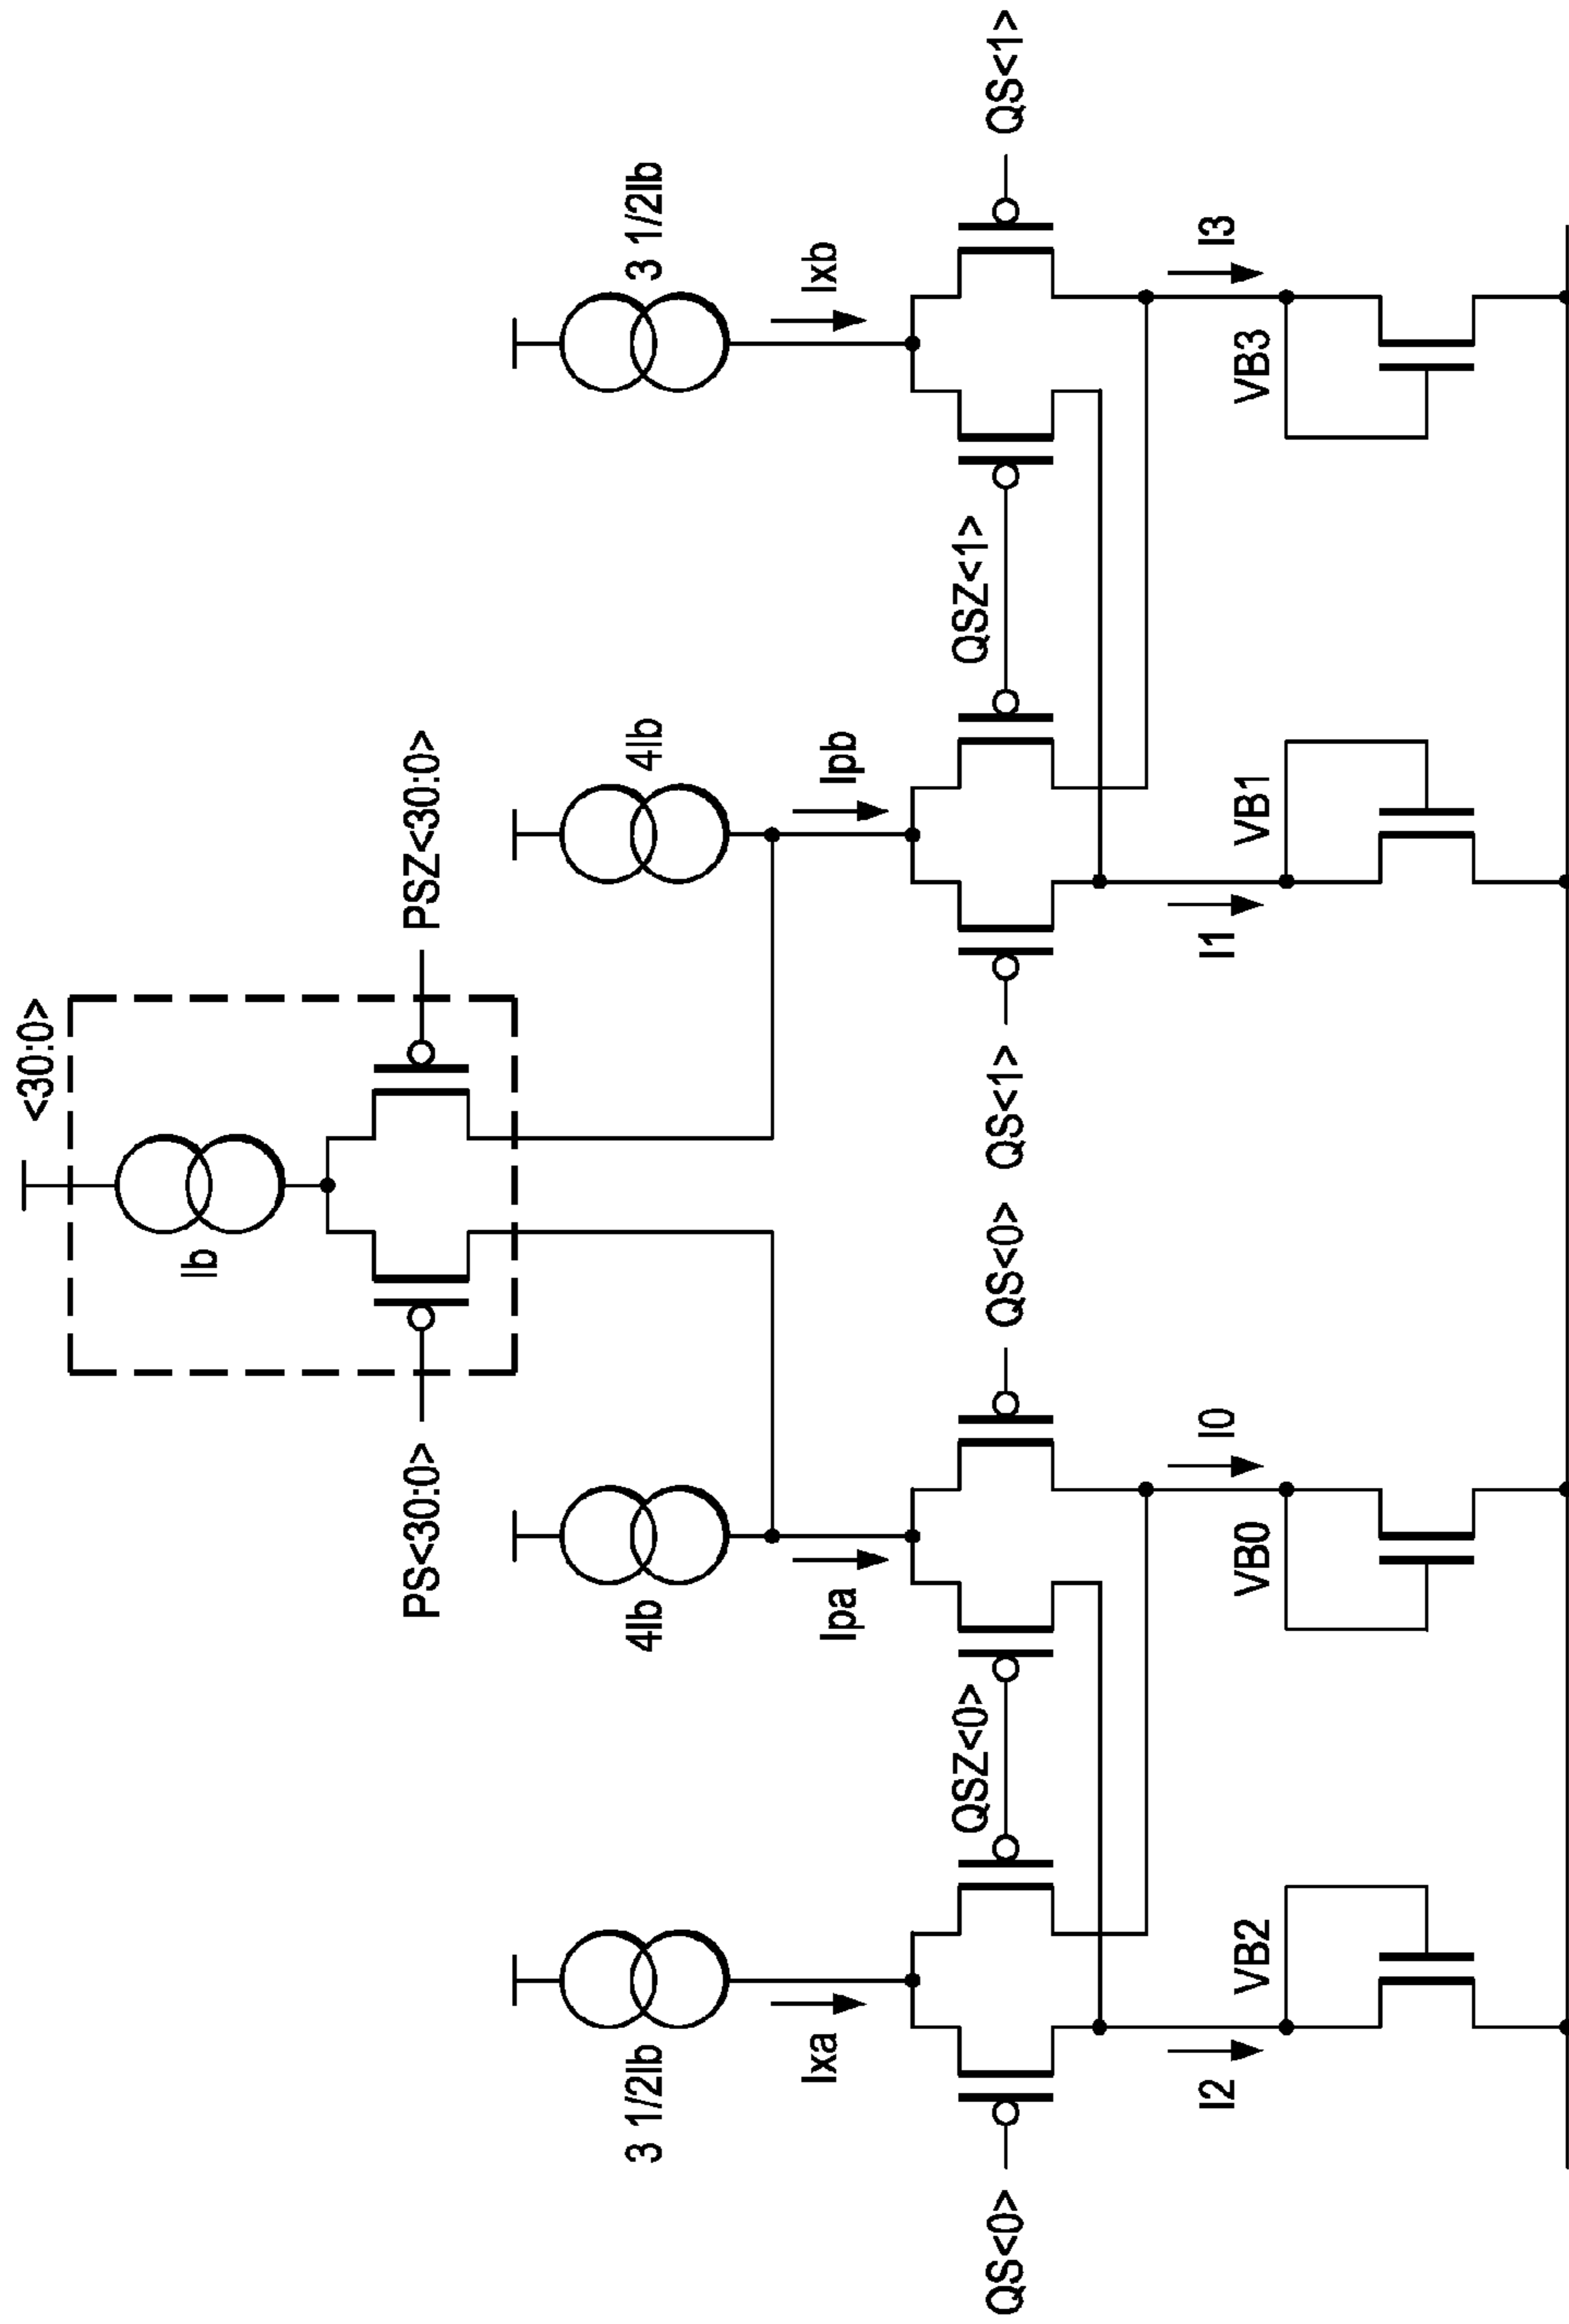 <30:0>
Ib
PS<30:0>
PSZ<30:0>
3 1/2Ib
4Ib
4Ib
3 1/2Ib
Ixa
Ipa
Ipb
Ixb
QS<0>
QSZ<0>
QS<0>
QS<1>
QSZ<1>
QS<1>
I2
I0
I1
I3
VB2
VB0
VB1
VB3